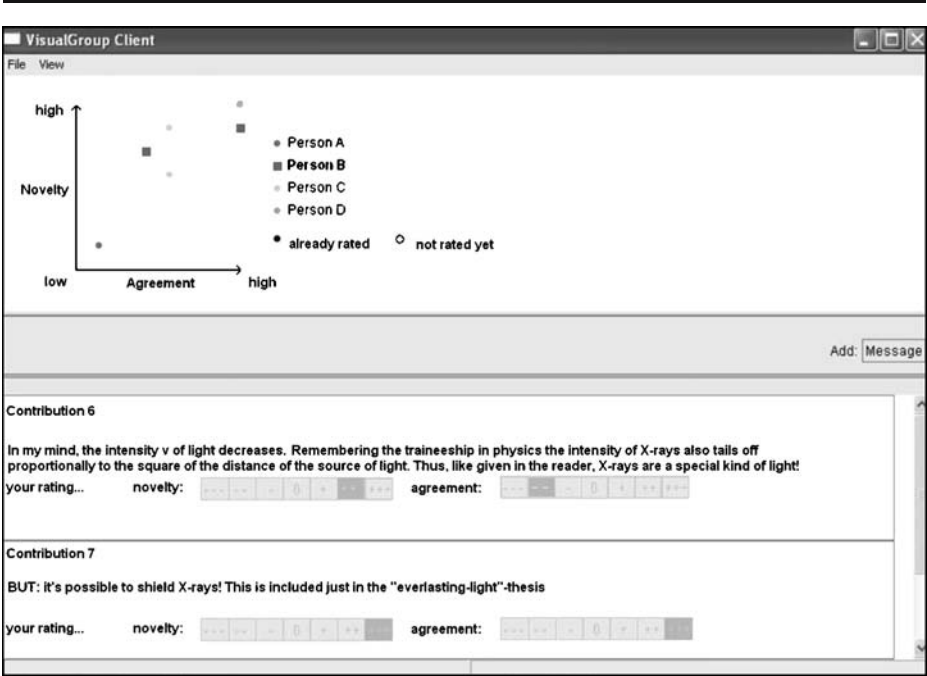 VisualGroup Client
File View
high
Novelty
low
Agreement
high
Person A
Person B
Person C
Person D
already rated
not rated yet
Add: Message
Contribution 6
In my mind, the intensity v of light decreases. Remembering the traineeship in physics the intensity of X-rays also tails off
proportionally to the square of the distance of the source of light. Thus, like given in the reader, X-rays are a special kind of light!
your rating... novelty: --- -- - 0 + ++ +++ agreement: --- -- - 0 + ++ +++
Contribution 7
BUT: it's possible to shield X-rays! This is included just in the "everlasting-light"-thesis
your rating... novelty: --- -- - 0 + ++ +++ agreement: --- -- - 0 + ++ +++